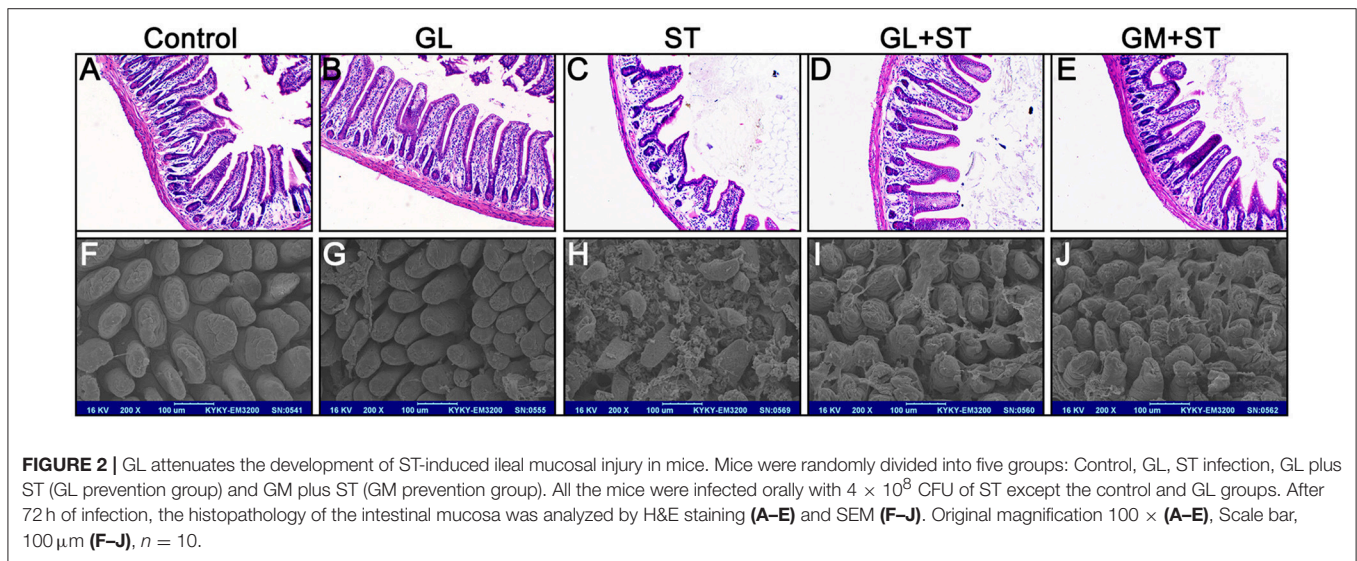 Control GL ST GL+ST GM+ST
A B C D E
F G H I J
16 KV 200 X 100 um KYKY-EM3200 SN:0541
16 KV 200 X 100 um KYKY-EM3200 SN:0555
16 KV 200 X 100 um KYKY-EM3200 SN:0569
16 KV 200 X 100 um KYKY-EM3200 SN:0560
16 KV 200 X 100 um KYKY-EM3200 SN:0562
FIGURE 2 | GL attenuates the development of ST-induced ileal mucosal injury in mice. Mice were randomly divided into five groups: Control, GL, ST infection, GL plus
ST (GL prevention group) and GM plus ST (GM prevention group). All the mice were infected orally with 4 × 10⁸ CFU of ST except the control and GL groups. After
72 h of infection, the histopathology of the intestinal mucosa was analyzed by H&E staining (A–E) and SEM (F–J). Original magnification 100 × (A–E), Scale bar,
100 μm (F–J), n = 10.